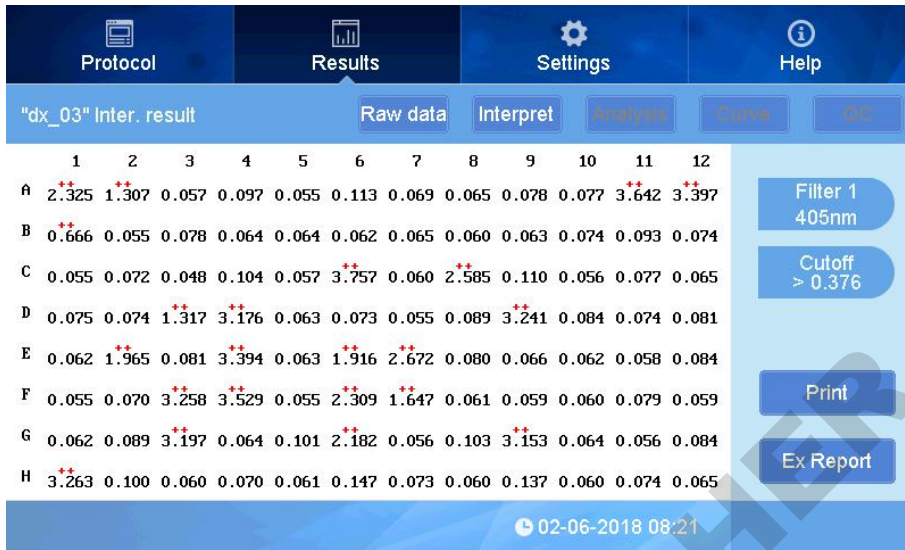 Protocol Results Settings Help
"dx_03" Inter. result Raw data Interpret Analysis Curve QC
1 2 3 4 5 6 7 8 9 10 11 12
++ ++ ++ ++
A 2.325 1.307 0.057 0.097 0.055 0.113 0.069 0.065 0.078 0.077 3.642 3.397
++
B 0.666 0.055 0.078 0.064 0.064 0.062 0.065 0.060 0.063 0.074 0.093 0.074
++ ++
C 0.055 0.072 0.048 0.104 0.057 3.757 0.060 2.585 0.110 0.056 0.077 0.065
++ ++ ++
D 0.075 0.074 1.317 3.176 0.063 0.073 0.055 0.089 3.241 0.084 0.074 0.081
++ ++ ++ ++
E 0.062 1.965 0.081 3.394 0.063 1.916 2.672 0.080 0.066 0.062 0.058 0.084
++ ++ ++ ++
F 0.055 0.070 3.258 3.529 0.055 2.309 1.647 0.061 0.059 0.060 0.079 0.059
++ ++ ++
G 0.062 0.089 3.197 0.064 0.101 2.182 0.056 0.103 3.153 0.064 0.056 0.084
++
H 3.263 0.100 0.060 0.070 0.061 0.147 0.073 0.060 0.137 0.060 0.074 0.065
Filter 1
405nm
Cutoff
> 0.376
Print
Ex Report
02-06-2018 08:21
HER